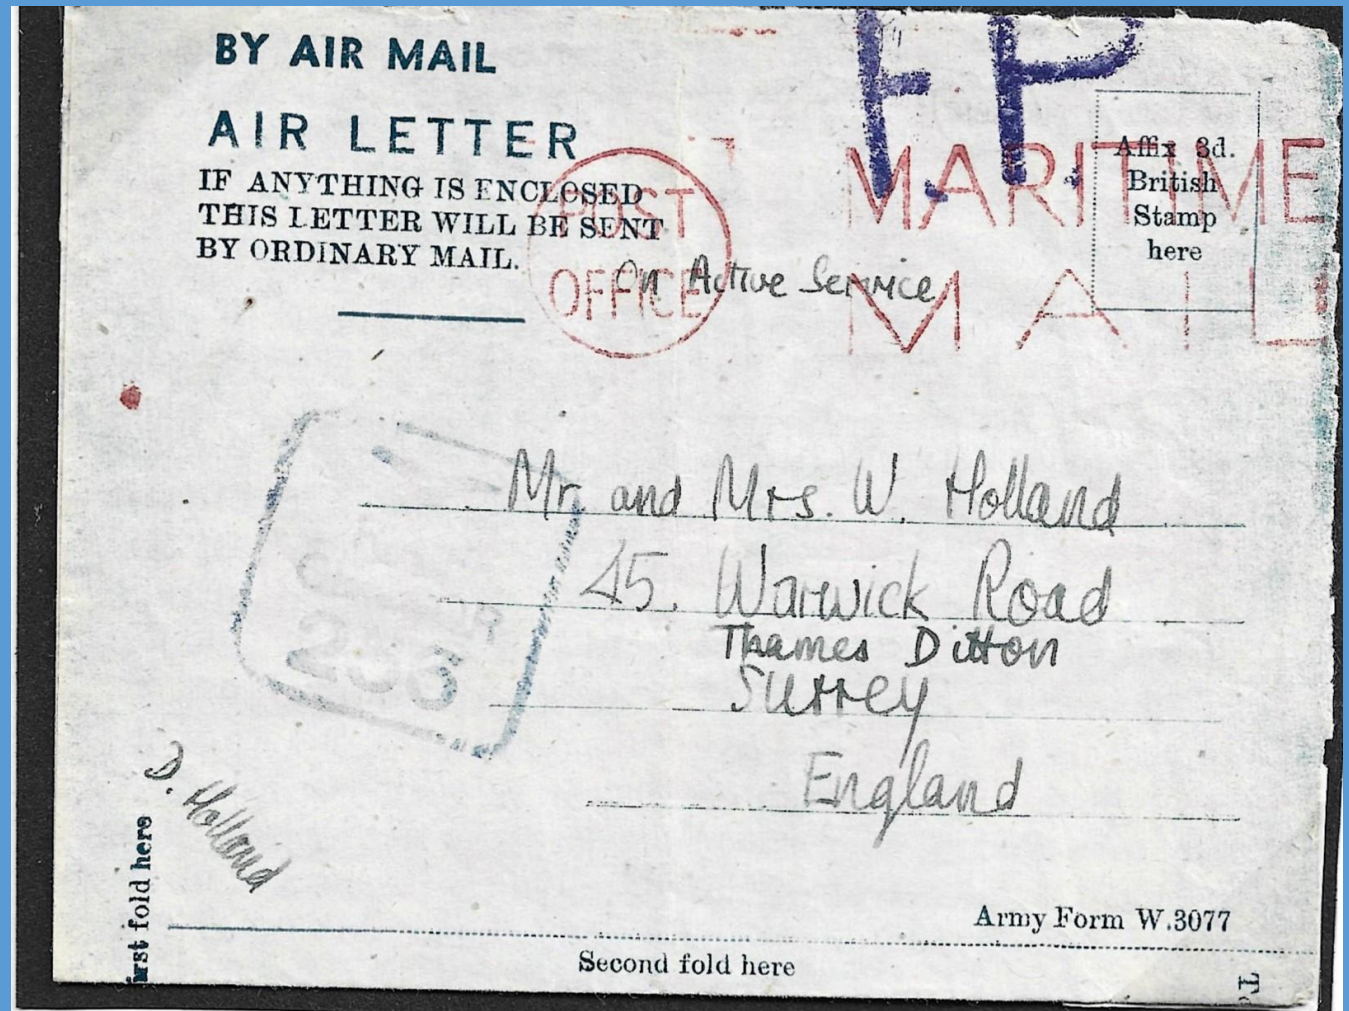 BY AIR MAIL
F.P.
AIR LETTER
IF ANYTHING IS ENCLOSED
THIS LETTER WILL BE SENT
BY ORDINARY MAIL.
POST
OFFICE
MARITIME
MAIL
Affix 3d.
British
Stamp
here
On Active Service
Mr and Mrs. W. Holland
45. Warwick Road
Thames Ditton
Surrey
England
D. Holland
Army Form W.3077
Second fold here
irst fold here
To